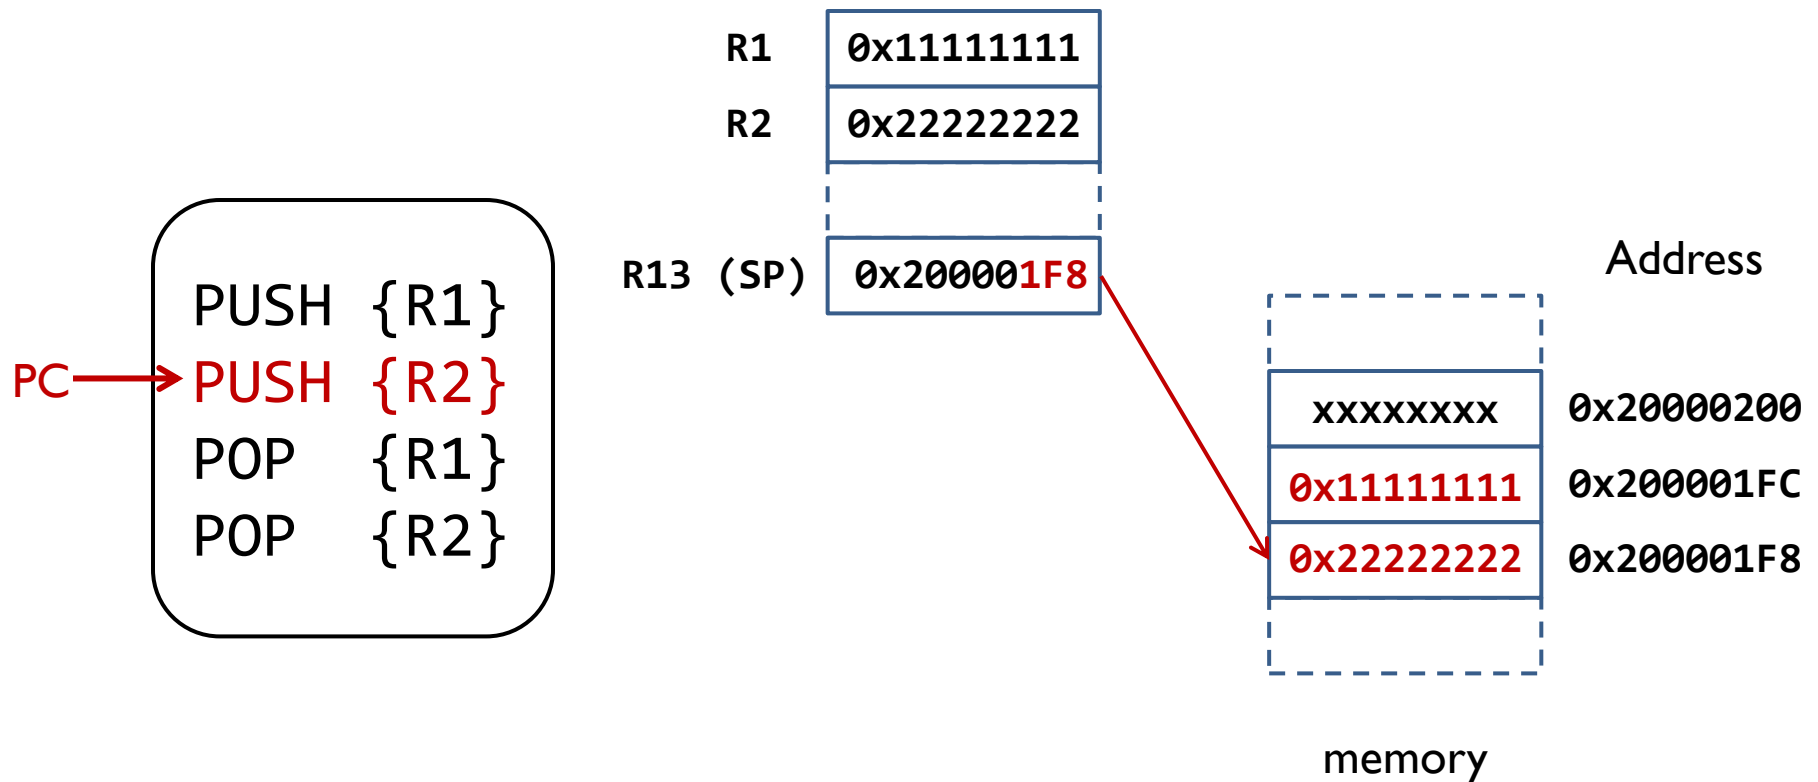 R1 0x11111111
R2 0x22222222
R13 (SP) 0x200001F8
PUSH {R1}
PC PUSH {R2}
POP {R1}
POP {R2}
Address
xxxxxxxx 0x20000200
0x11111111 0x200001FC
0x22222222 0x200001F8
memory